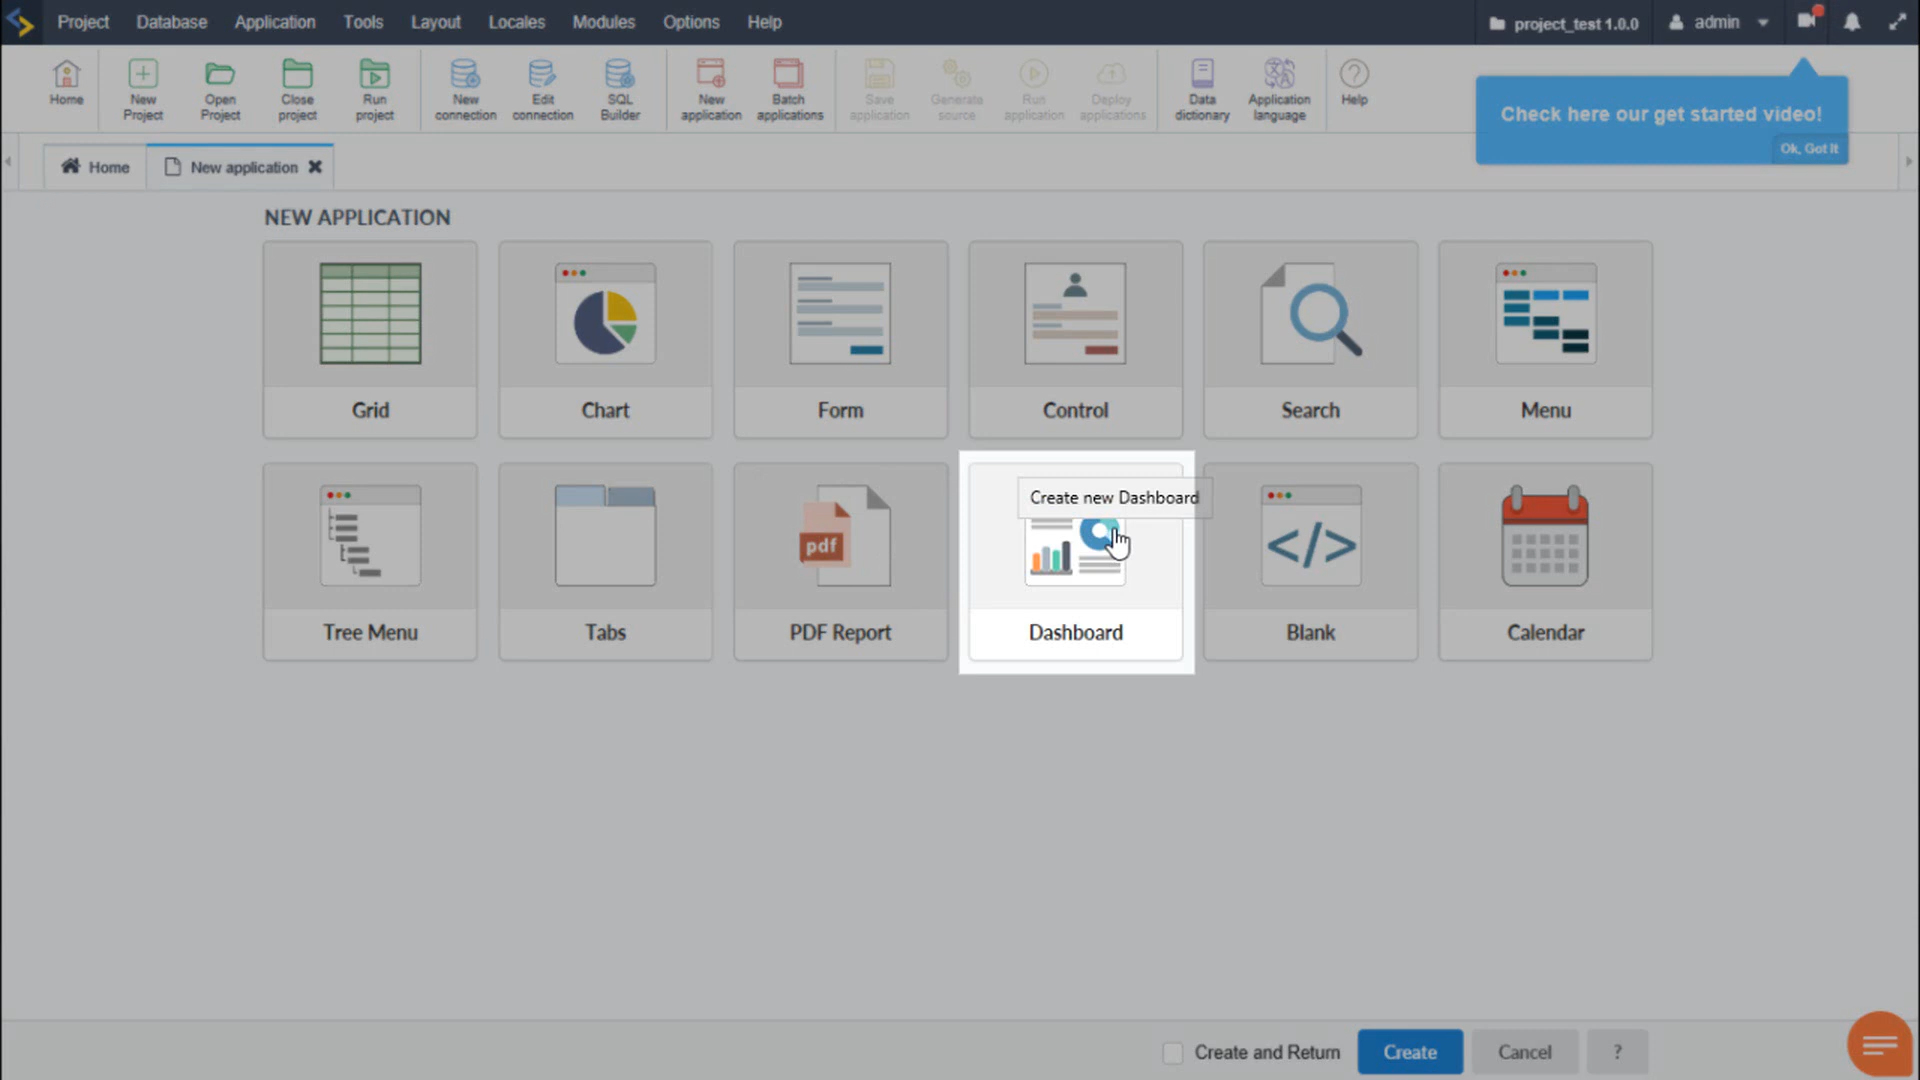 Project Database Application Tools Layout Locales Modules Options Help project_test 1.0.0 admin
Home New Project Open Project Close project Run project New connection Edit connection SQL Builder New application Batch applications Save application Generate source Run application Deploy applications Data dictionary Application language Help
Check here our get started video!
Ok, Got It
Home New application
NEW APPLICATION
Grid Chart Form Control Search Menu
Create new Dashboard
pdf </>
Tree Menu Tabs PDF Report Dashboard Blank Calendar
Create and Return Create Cancel ?